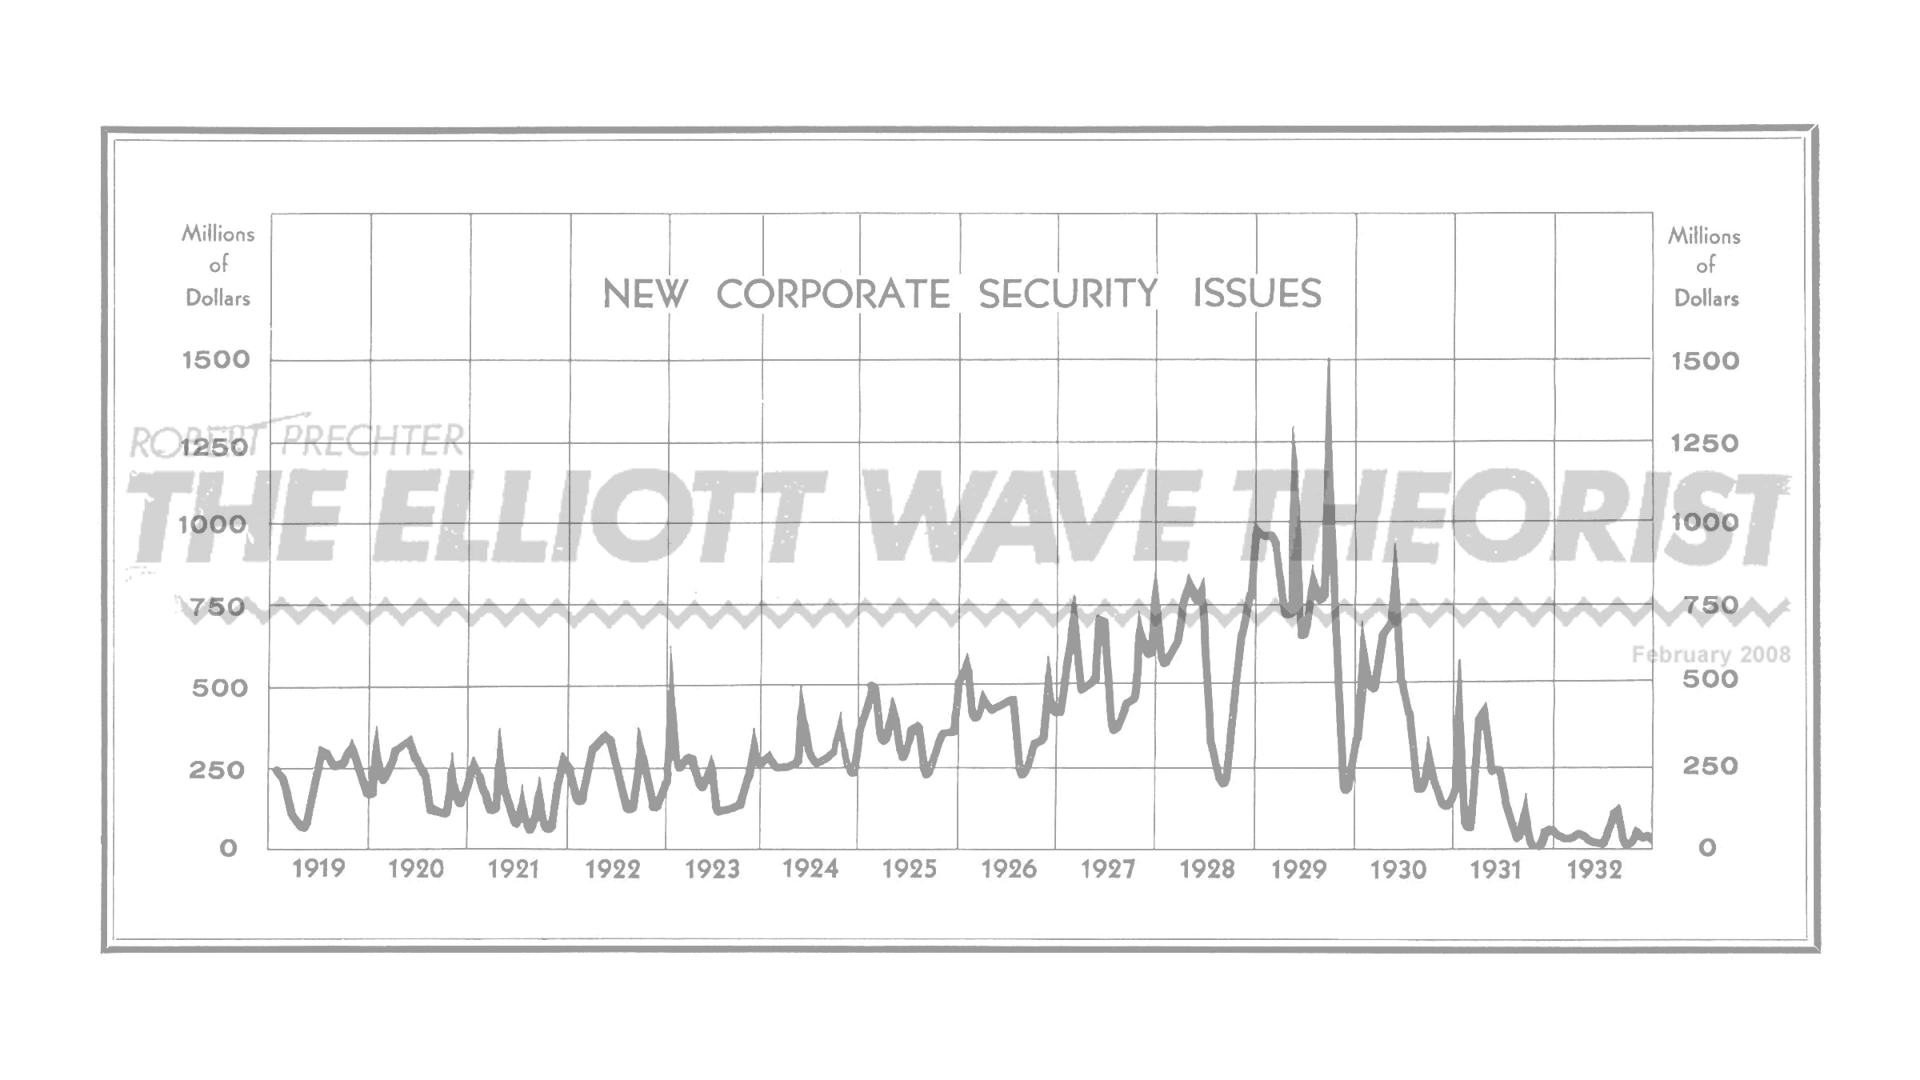 Millions
of
Dollars
Millions
of
Dollars
NEW CORPORATE SECURITY ISSUES
1500
1500
ROBERT PRECHTER
1250
1250
THE ELLIOTT WAVE THEORIST
1000
1000
750
750
February 2008
500
500
250
250
0
0
1919 1920 1921 1922 1923 1924 1925 1926 1927 1928 1929 1930 1931 1932